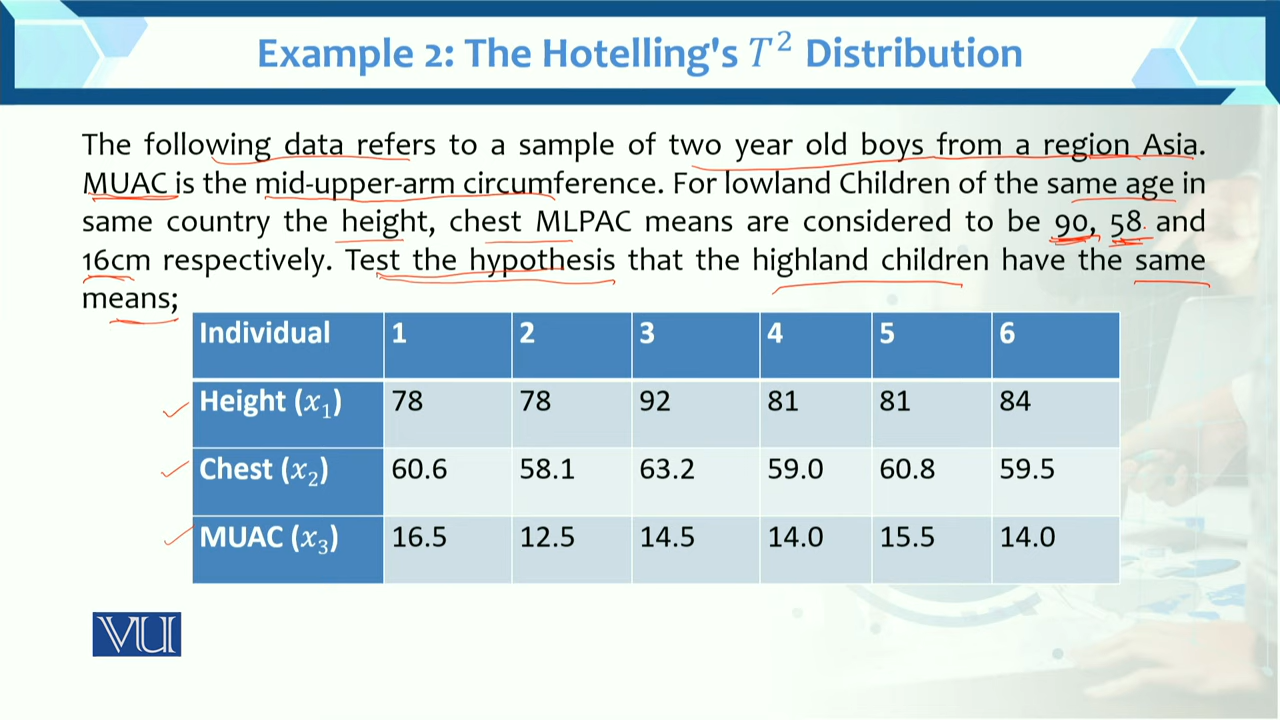 Example 2: The Hotelling's T² Distribution
The following data refers to a sample of two year old boys from a region Asia.
MUAC is the mid-upper-arm circumference. For lowland Children of the same age in
same country the height, chest MLPAC means are considered to be 90, 58 and
16cm respectively. Test the hypothesis that the highland children have the same
means;
Individual 1 2 3 4 5 6
Height (x₁) 78 78 92 81 81 84
Chest (x₂) 60.6 58.1 63.2 59.0 60.8 59.5
MUAC (x₃) 16.5 12.5 14.5 14.0 15.5 14.0
VU